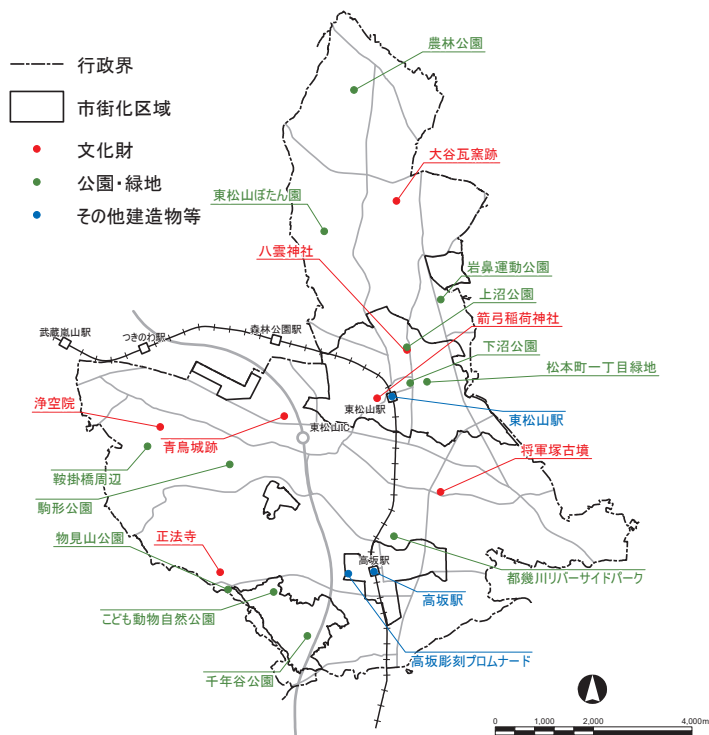 行政界
市街化区域
文化財
公園・緑地
その他建造物等
農林公園
大谷瓦窯跡
東松山ぼたん園
八雲神社
岩鼻運動公園
上沼公園
箭弓稲荷神社
下沼公園
松本町一丁目緑地
武蔵嵐山駅
つきのわ駅
森林公園駅
東松山駅
東松山駅
浄空院
青鳥城跡
東松山IC
鞍掛橋周辺
駒形公園
将軍塚古墳
物見山公園
正法寺
高坂駅
都幾川リバーサイドパーク
こども動物自然公園
高坂駅
高坂彫刻プロムナード
千年谷公園
0 1,000 2,000 4,000m